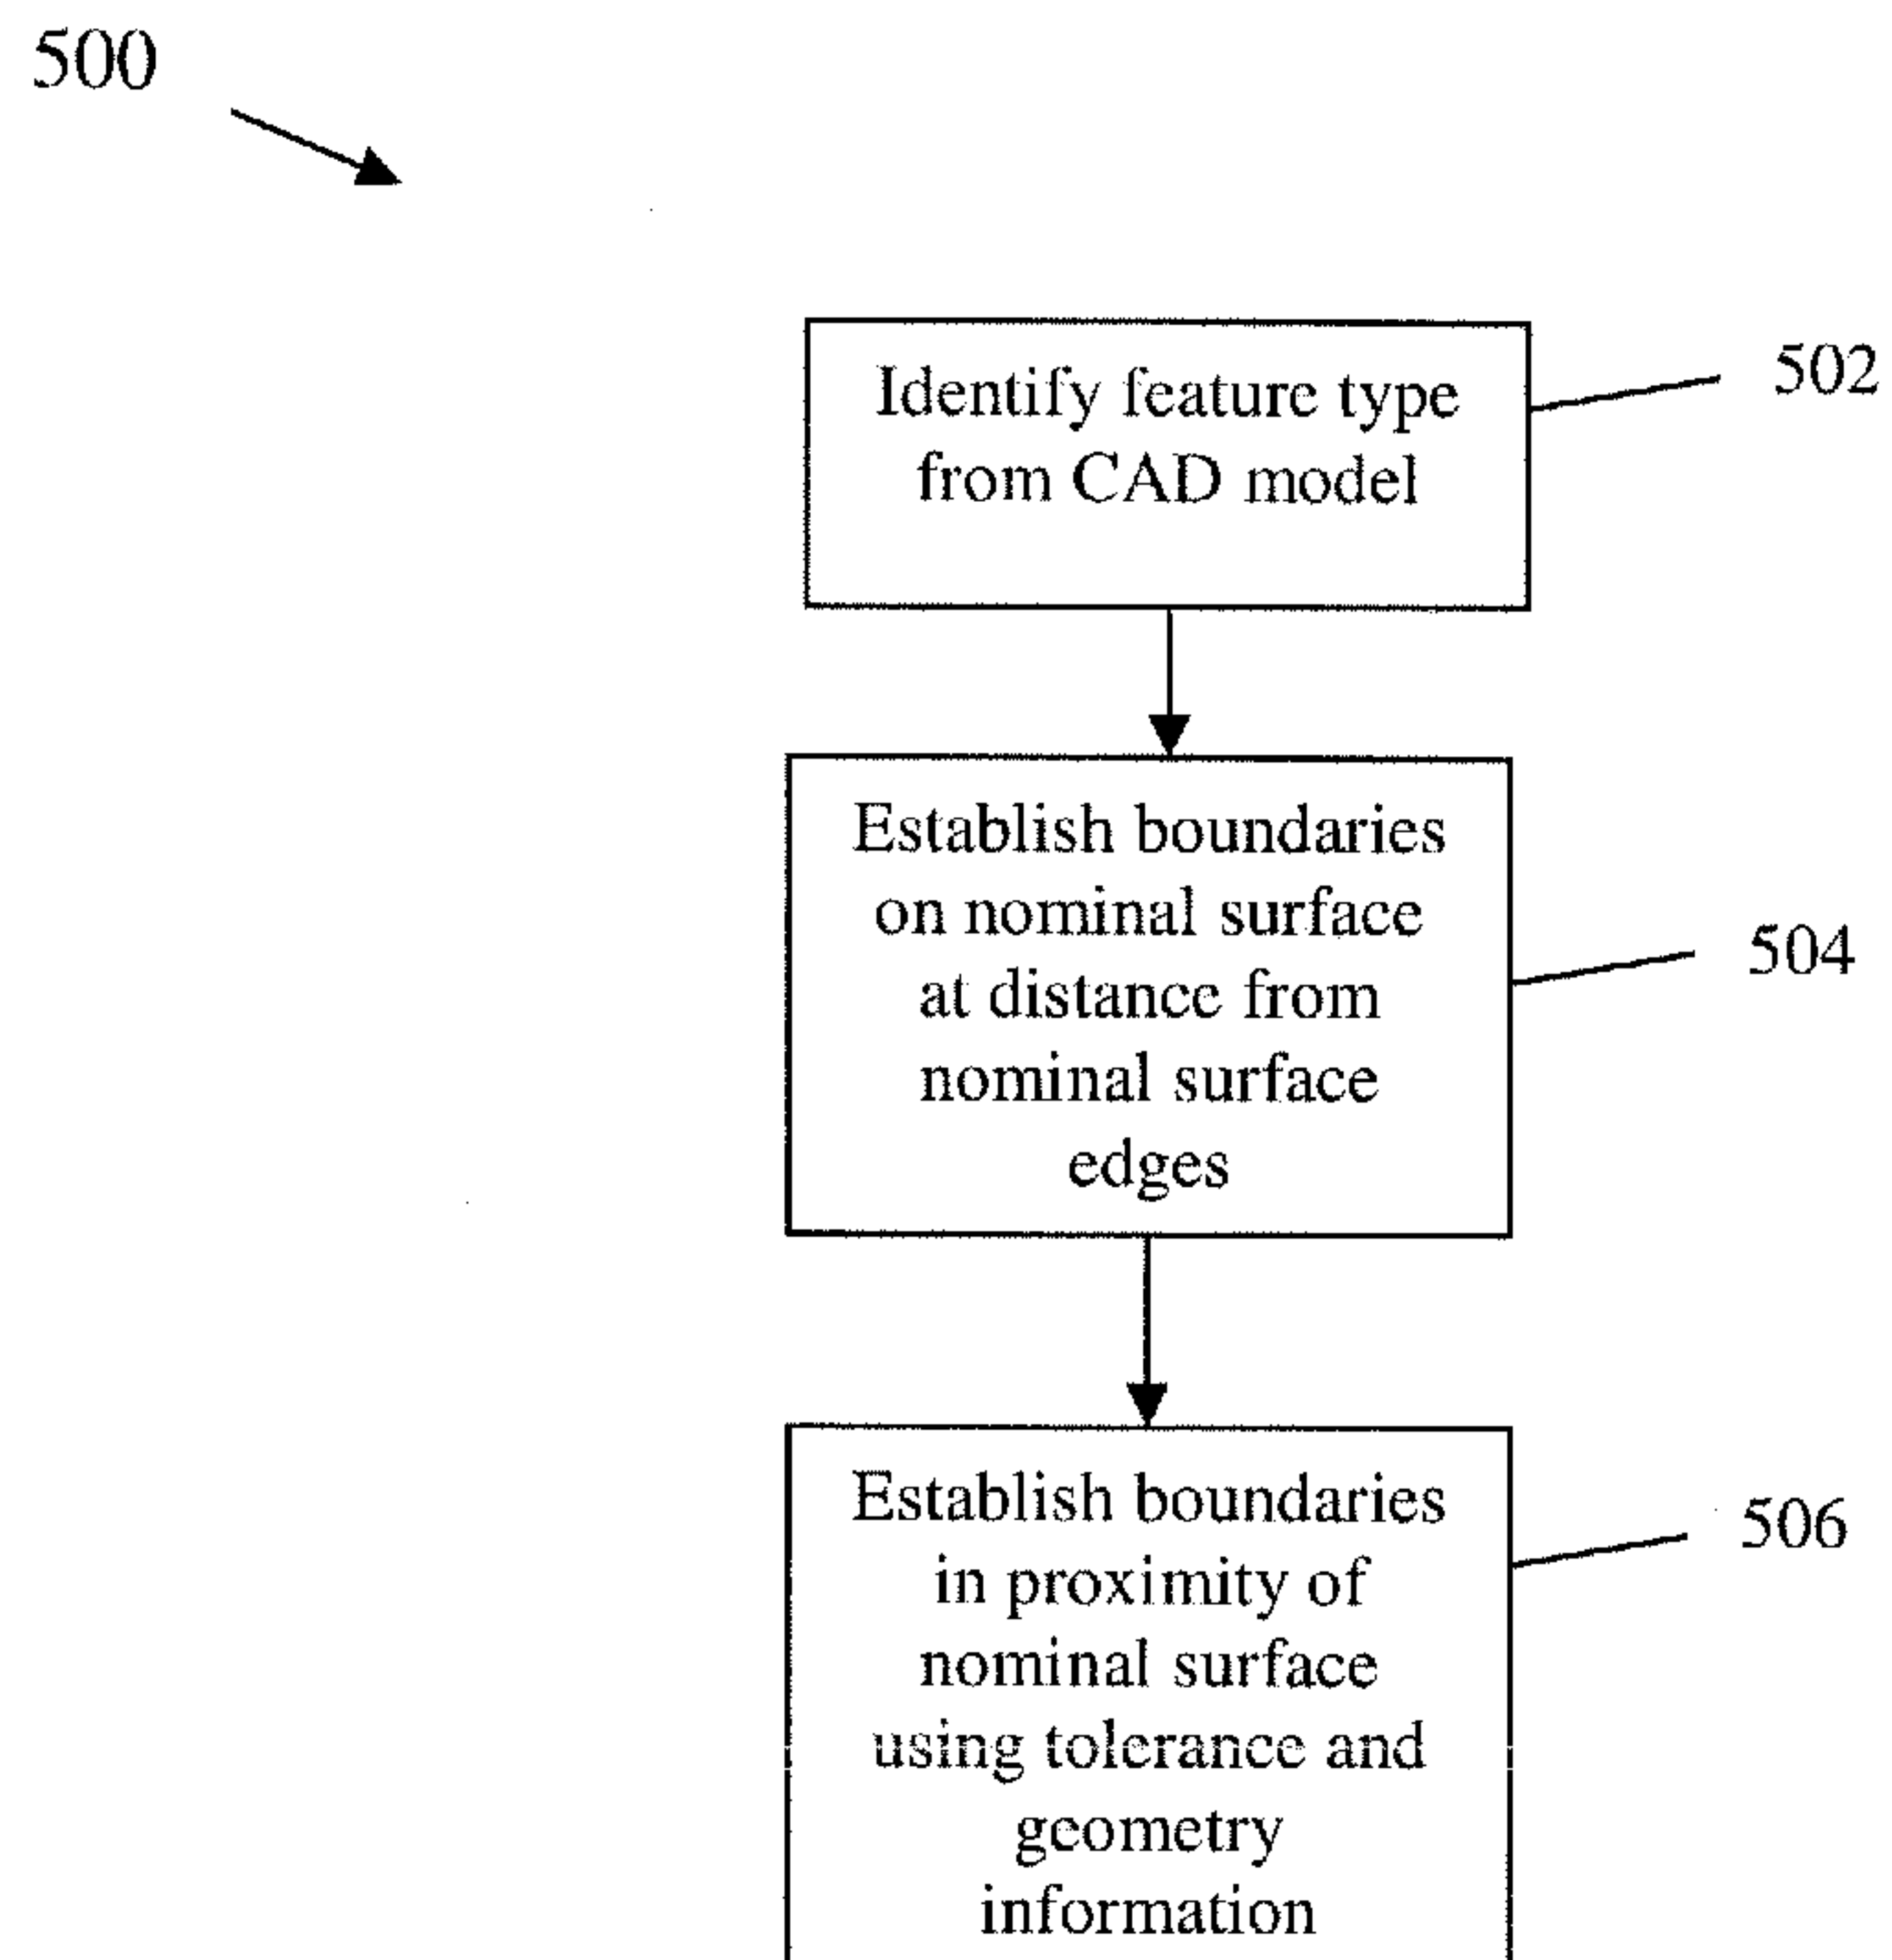 500
Identify feature type
from CAD model
502
Establish boundaries
on nominal surface
at distance from
nominal surface
edges
504
Establish boundaries
in proximity of
nominal surface
using tolerance and
geometry
information
506